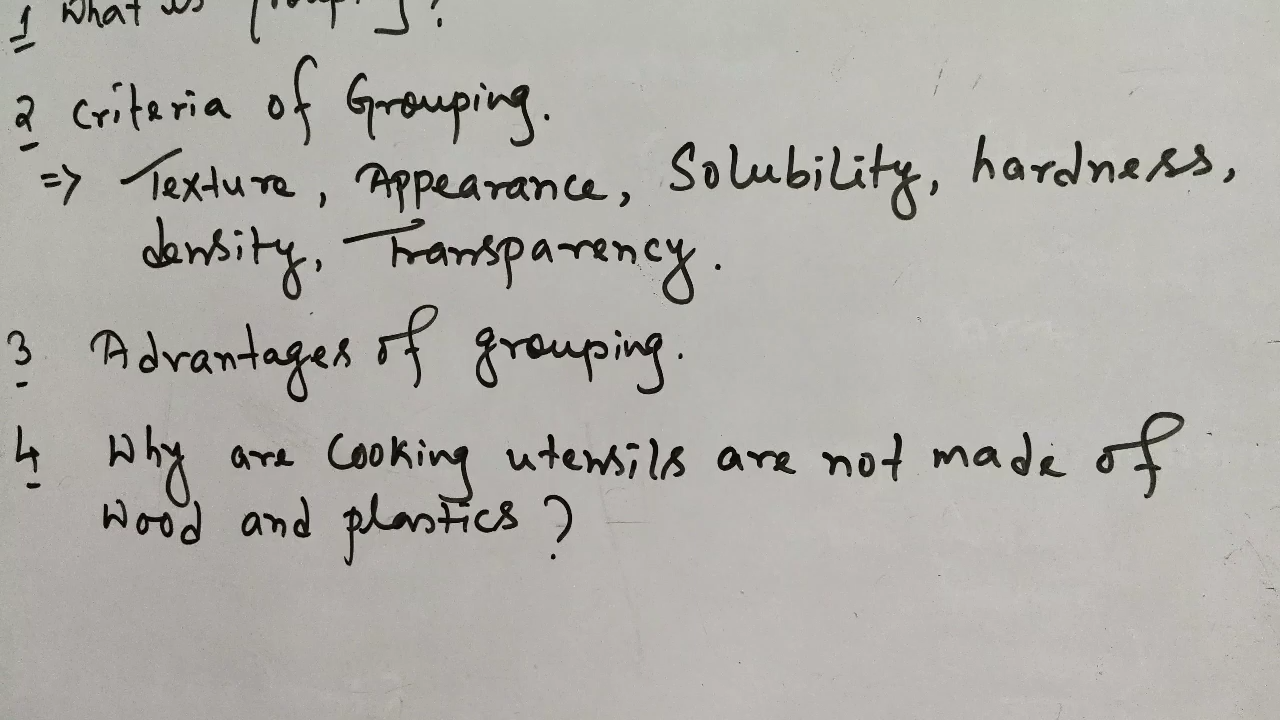 1 What is grouping?
2 Criteria of Grouping.
=> Texture, Appearance, Solubility, hardness,
density, Transparency.
3 Advantages of grouping.
4 Why are Cooking utensils are not made of
Wood and plastics?